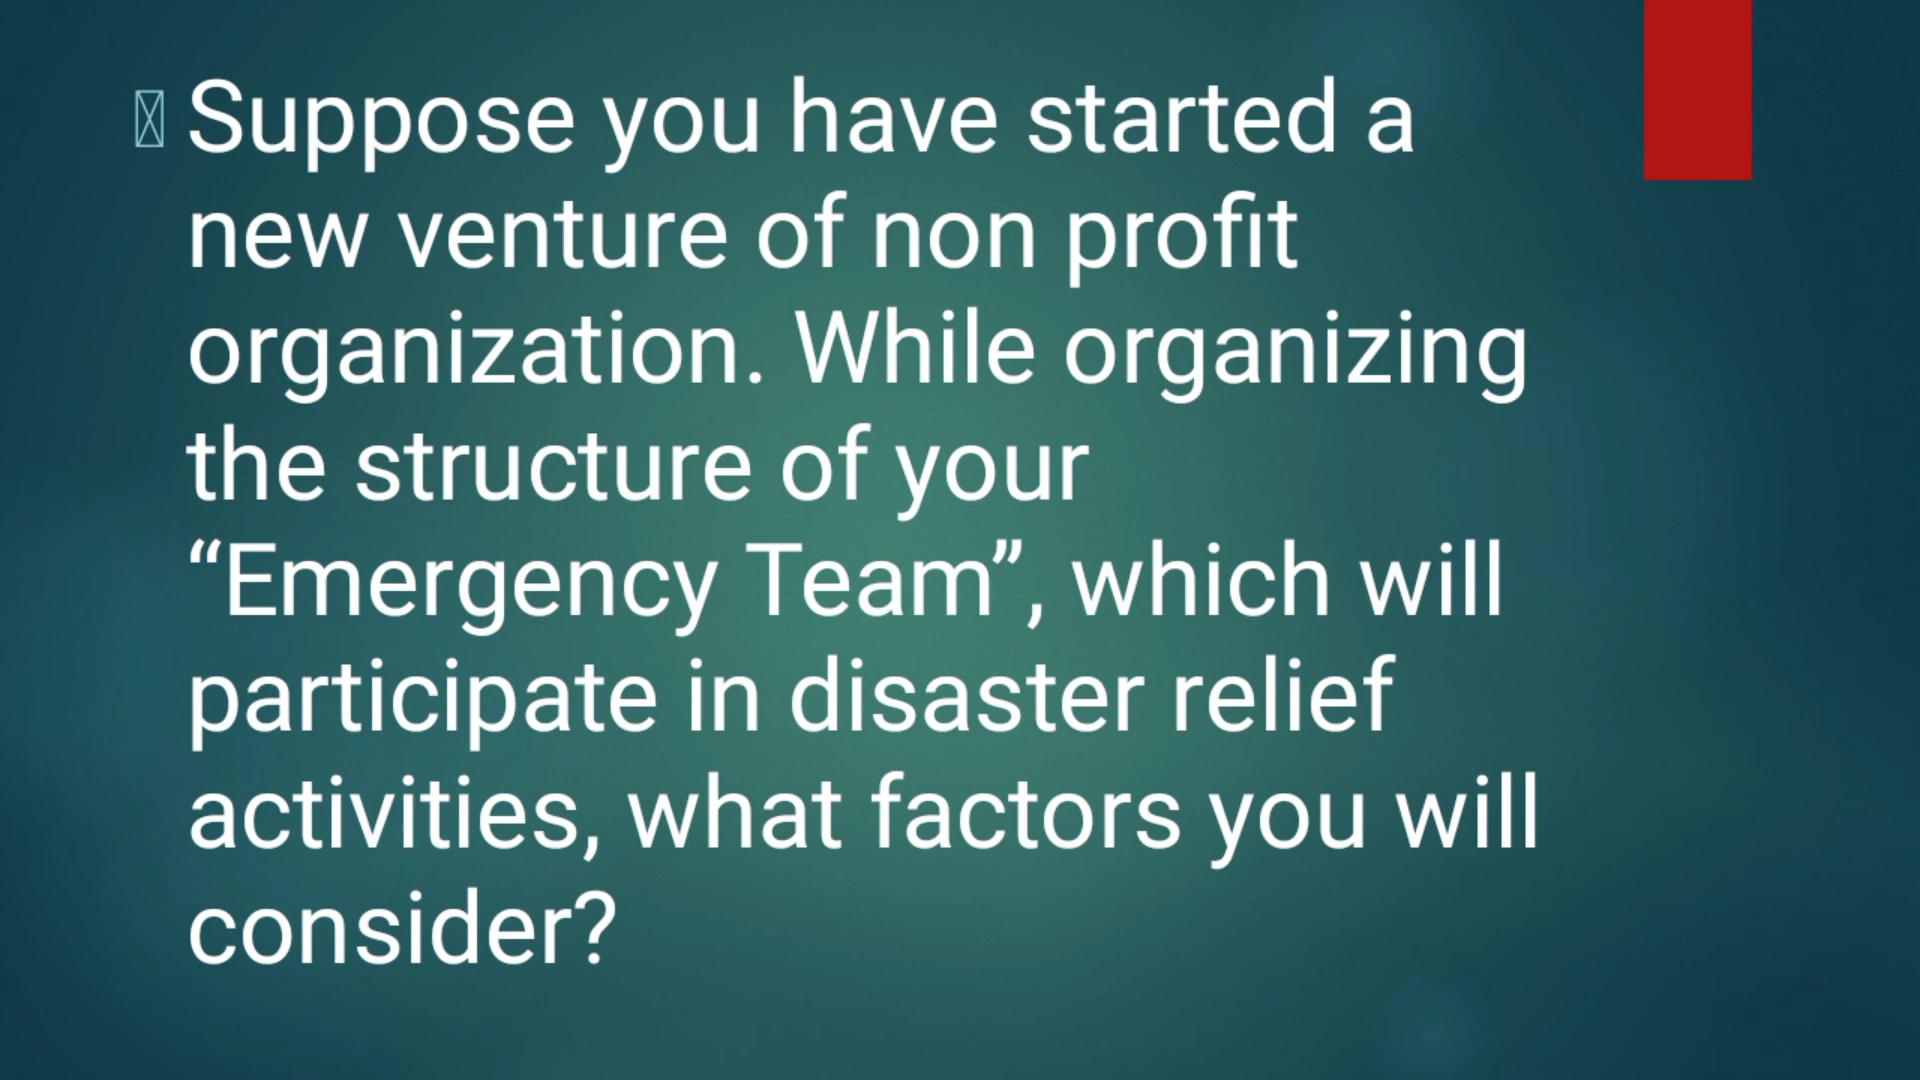 Suppose you have started a
new venture of non profit
organization. While organizing
the structure of your
“Emergency Team”, which will
participate in disaster relief
activities, what factors you will
consider?